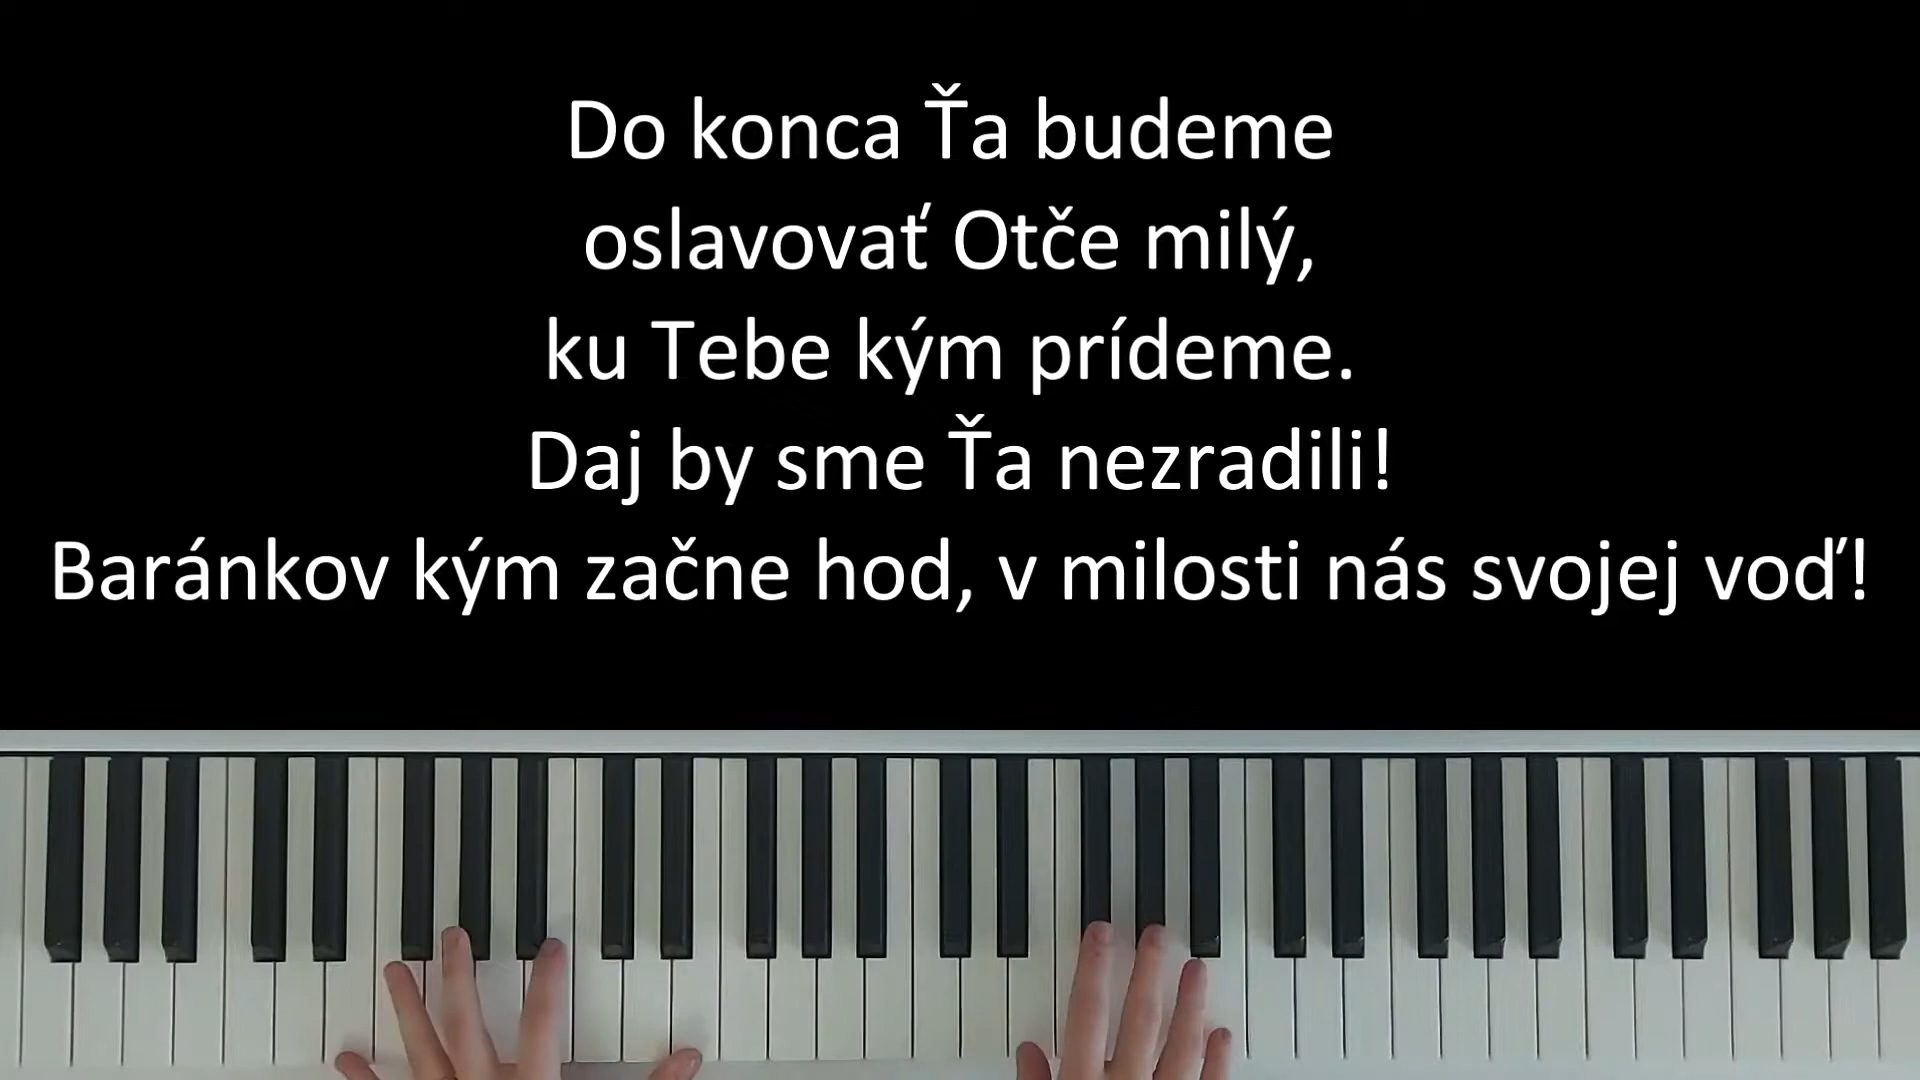 Do konca Ťa budeme
oslavovať Otče milý,
ku Tebe kým prídeme.
Daj by sme Ťa nezradili!
Baránkov kým začne hod, v milosti nás svojej voď!